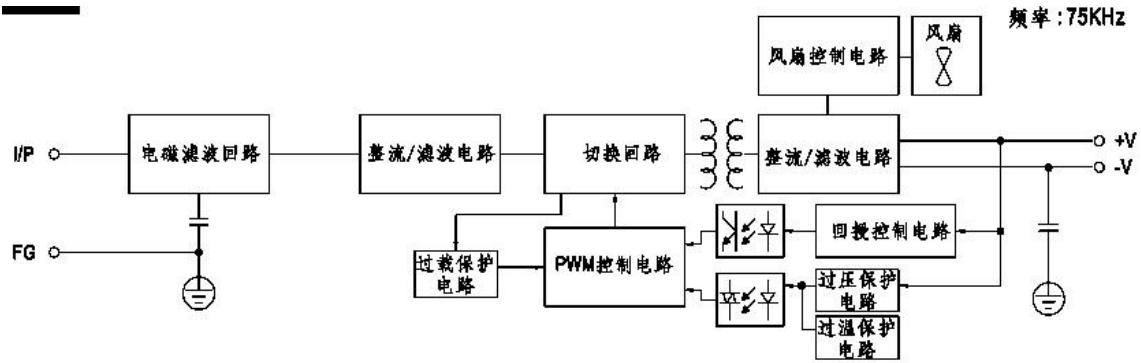 频率:75KHz
风扇控制电路
风扇
I/P
电磁滤波回路
整流/滤波电路
切换回路
整流/滤波电路
+V
-V
FG
过载保护
电路
PWM控制电路
回授控制电路
过压保护
电路
过温保护
电路